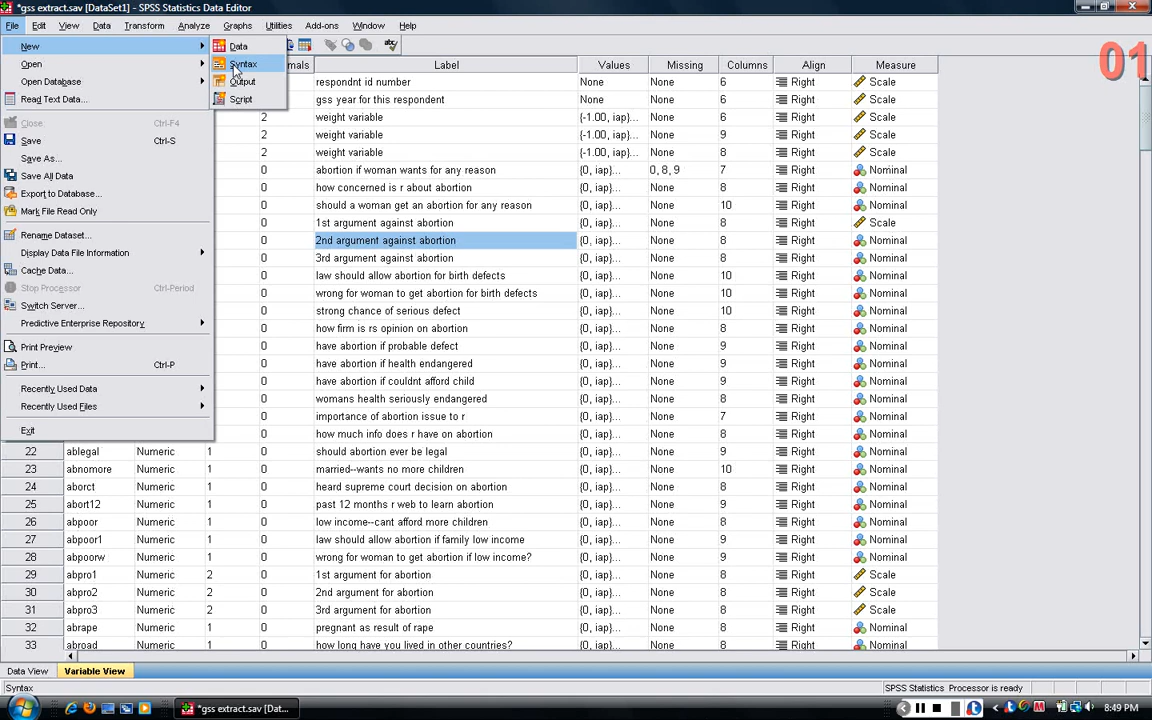 *gss extract.sav [DataSet1] - SPSS Statistics Data Editor
File Edit View Data Transform Analyze Graphs Utilities Add-ons Window Help
01
New
Open
Open Database
Read Text Data...
Close Ctrl-F4
Save Ctrl-S
Save As...
Save All Data
Export to Database...
Mark File Read Only
Rename Dataset...
Display Data File Information
Cache Data...
Stop Processor Ctrl-Period
Switch Server...
Predictive Enterprise Repository
Print Preview
Print... Ctrl-P
Recently Used Data
Recently Used Files
Exit
Data
Syntax
Output
Script
mals Label Values Missing Columns Align Measure
respondnt id number None None 6 Right Scale
gss year for this respondent None None 6 Right Scale
2 weight variable {-1.00, iap}... None 6 Right Scale
2 weight variable {-1.00, iap}... None 9 Right Scale
2 weight variable {-1.00, iap}... None 8 Right Scale
0 abortion if woman wants for any reason {0, iap}... 0, 8, 9 7 Right Nominal
0 how concerned is r about abortion {0, iap}... None 8 Right Nominal
0 should a woman get an abortion for any reason {0, iap}... None 10 Right Nominal
0 1st argument against abortion {0, iap}... None 8 Right Scale
0 2nd argument against abortion {0, iap}... None 8 Right Nominal
0 3rd argument against abortion {0, iap}... None 8 Right Nominal
0 law should allow abortion for birth defects {0, iap}... None 10 Right Nominal
0 wrong for woman to get abortion for birth defects {0, iap}... None 10 Right Nominal
0 strong chance of serious defect {0, iap}... None 8 Right Nominal
0 how firm is rs opinion on abortion {0, iap}... None 8 Right Nominal
0 have abortion if probable defect {0, iap}... None 9 Right Nominal
0 have abortion if health endangered {0, iap}... None 9 Right Nominal
0 have abortion if couldnt afford child {0, iap}... None 9 Right Nominal
0 womans health seriously endangered {0, iap}... None 8 Right Nominal
0 importance of abortion issue to r {0, iap}... None 7 Right Nominal
0 how much info does r have on abortion {0, iap}... None 8 Right Nominal
22 ablegal Numeric 1 0 should abortion ever be legal {0, iap}... None 9 Right Nominal
23 abnomore Numeric 1 0 married--wants no more children {0, iap}... None 10 Right Nominal
24 aborct Numeric 1 0 heard supreme court decision on abortion {0, iap}... None 8 Right Nominal
25 abort12 Numeric 1 0 past 12 months r web to learn abortion {0, iap}... None 9 Right Nominal
26 abpoor Numeric 1 0 low income--cant afford more children {0, iap}... None 8 Right Nominal
27 abpoor1 Numeric 1 0 law should allow abortion if family low income {0, iap}... None 9 Right Nominal
28 abpoorw Numeric 1 0 wrong for woman to get abortion if low income? {0, iap}... None 9 Right Nominal
29 abpro1 Numeric 2 0 1st argument for abortion {0, iap}... None 8 Right Scale
30 abpro2 Numeric 2 0 2nd argument for abortion {0, iap}... None 8 Right Nominal
31 abpro3 Numeric 2 0 3rd argument for abortion {0, iap}... None 8 Right Nominal
32 abrape Numeric 1 0 pregnant as result of rape {0, iap}... None 8 Right Nominal
33 abroad Numeric 1 0 how long have you lived in other countries? {0, iap}... None 8 Right Nominal
Data View Variable View
Syntax SPSS Statistics Processor is ready
*gss extract.sav [Dat... 8:49 PM